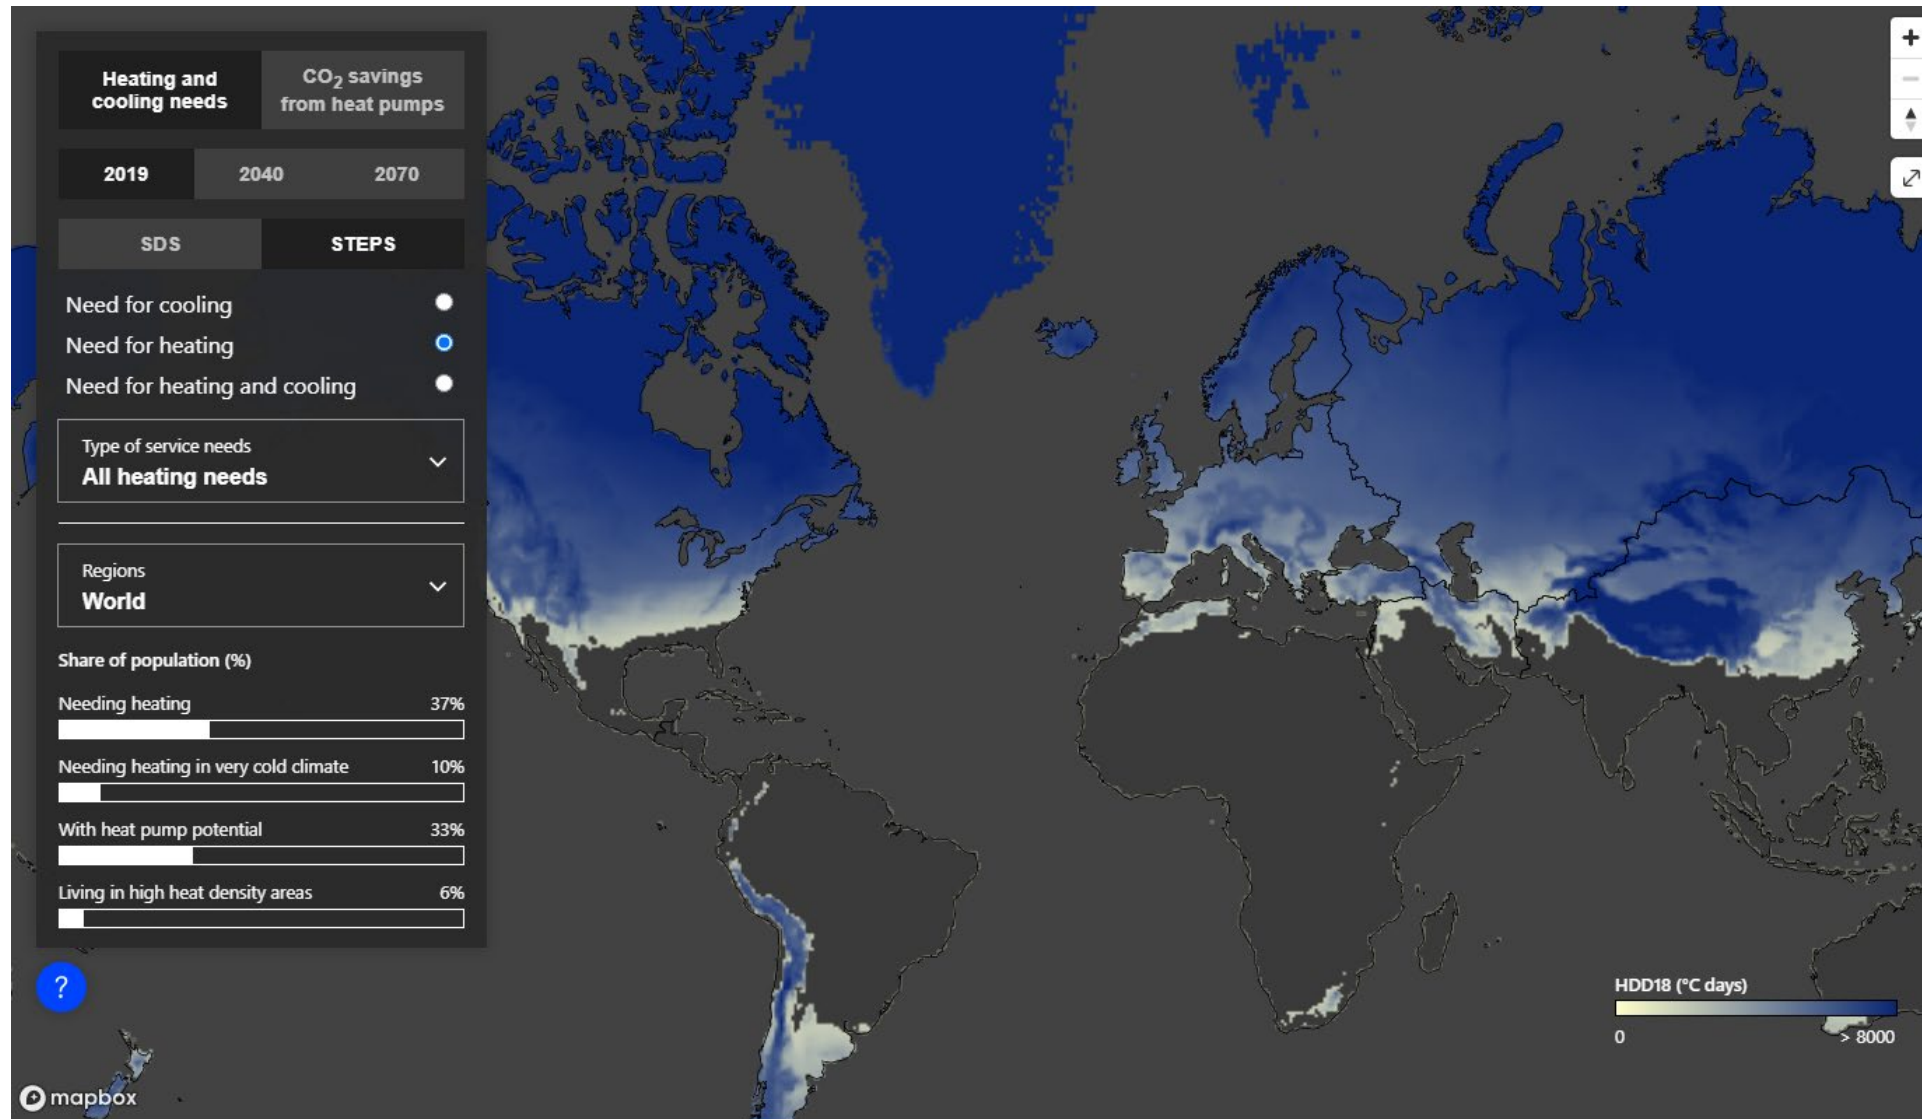 Heating and
cooling needs
CO₂ savings
from heat pumps
2019
2040
2070
SDS
STEPS
Need for cooling
Need for heating
Need for heating and cooling
Type of service needs
All heating needs
Regions
World
Share of population (%)
Needing heating
37%
Needing heating in very cold climate
10%
With heat pump potential
33%
Living in high heat density areas
6%
?
mapbox
HDD18 (°C days)
0
> 8000